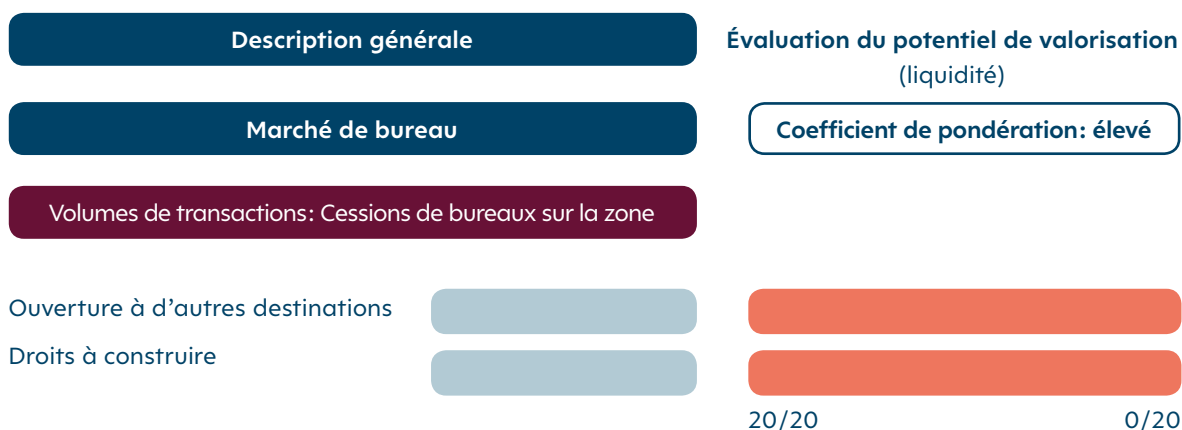 Description générale
Évaluation du potentiel de valorisation
(liquidité)
Marché de bureau
Coefficient de pondération: élevé
Volumes de transactions: Cessions de bureaux sur la zone
Ouverture à d’autres destinations
Droits à construire
20/20 0/20